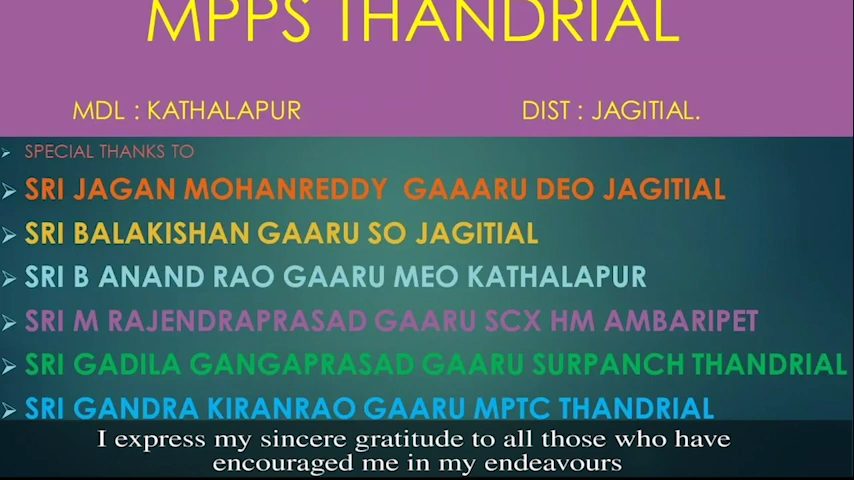 MPPS THANDRIAL
MDL : KATHALAPUR DIST : JAGITIAL.
SPECIAL THANKS TO
SRI JAGAN MOHANREDDY GAAARU DEO JAGITIAL
SRI BALAKISHAN GAARU SO JAGITIAL
SRI B ANAND RAO GAARU MEO KATHALAPUR
SRI M RAJENDRAPRASAD GAARU SCX HM AMBARIPET
SRI GADILA GANGAPRASAD GAARU SURPANCH THANDRIAL
SRI GANDRA KIRANRAO GAARU MPTC THANDRIAL
I express my sincere gratitude to all those who have
encouraged me in my endeavours